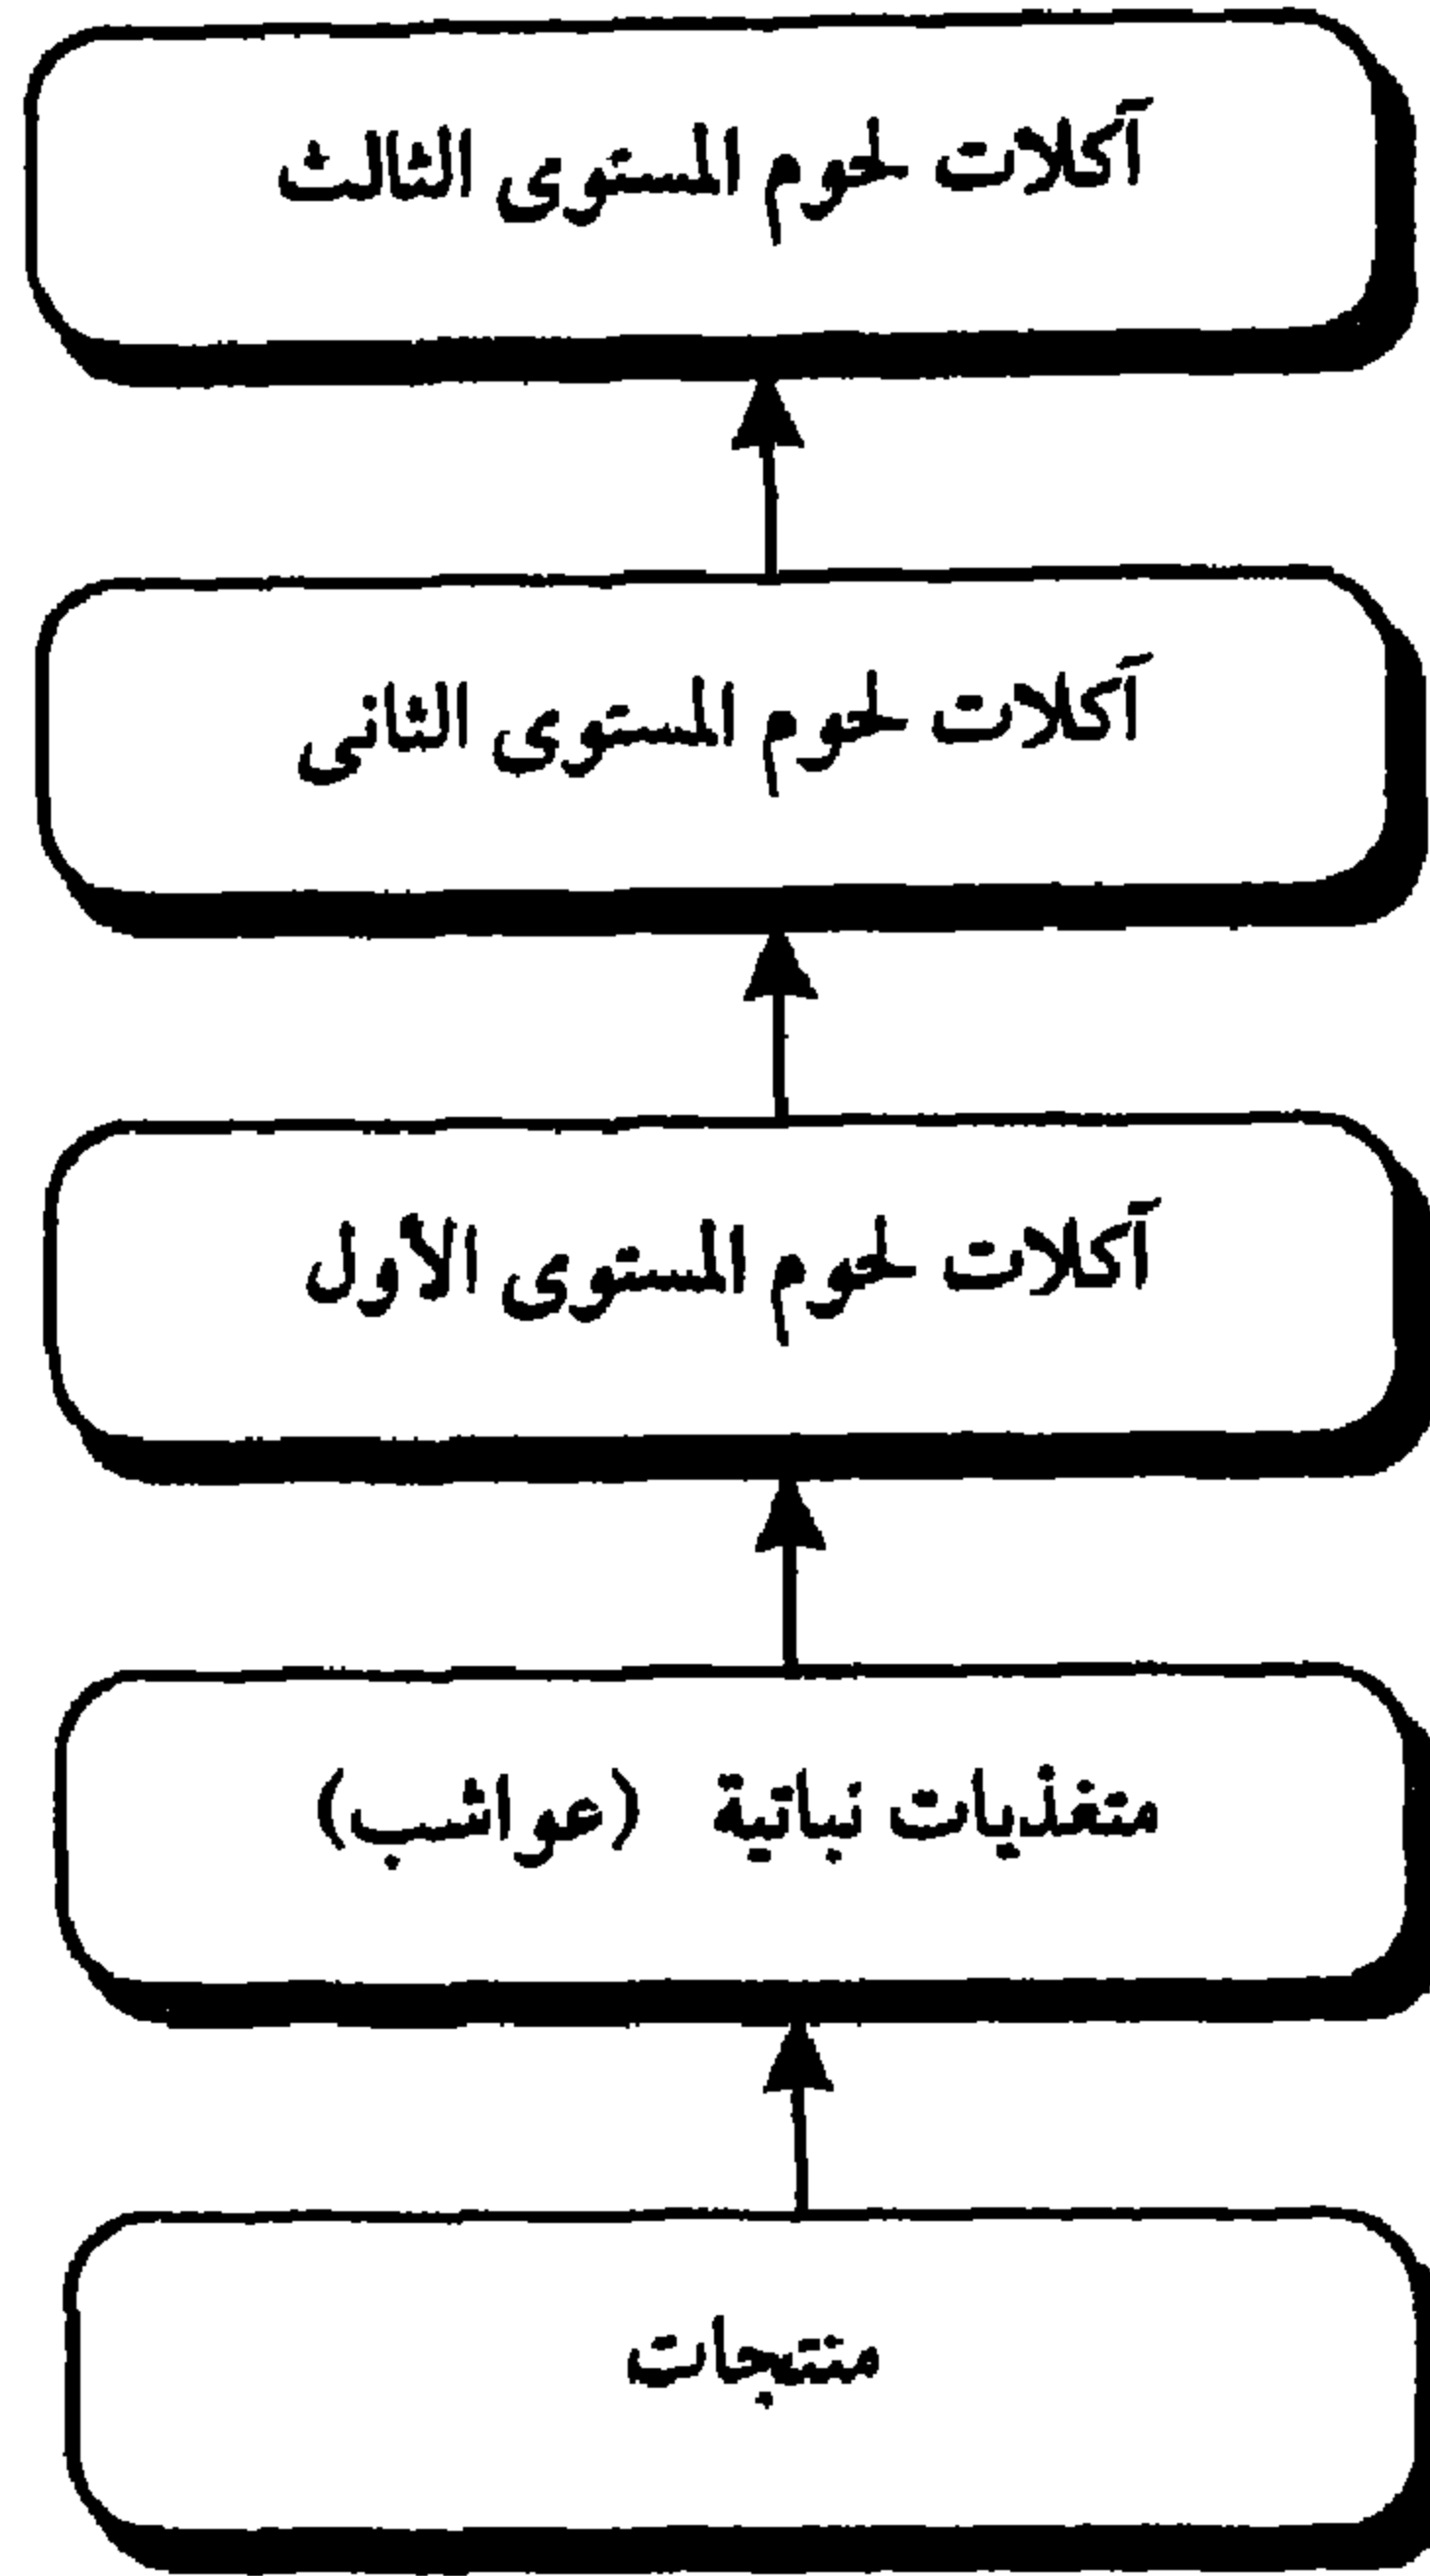 آكلات لحوم المستوى الثالث
آكلات لحوم المستوى الثانى
آكلات لحوم المستوى الأول
متغذيات نباتية (عواشب)
منتجات